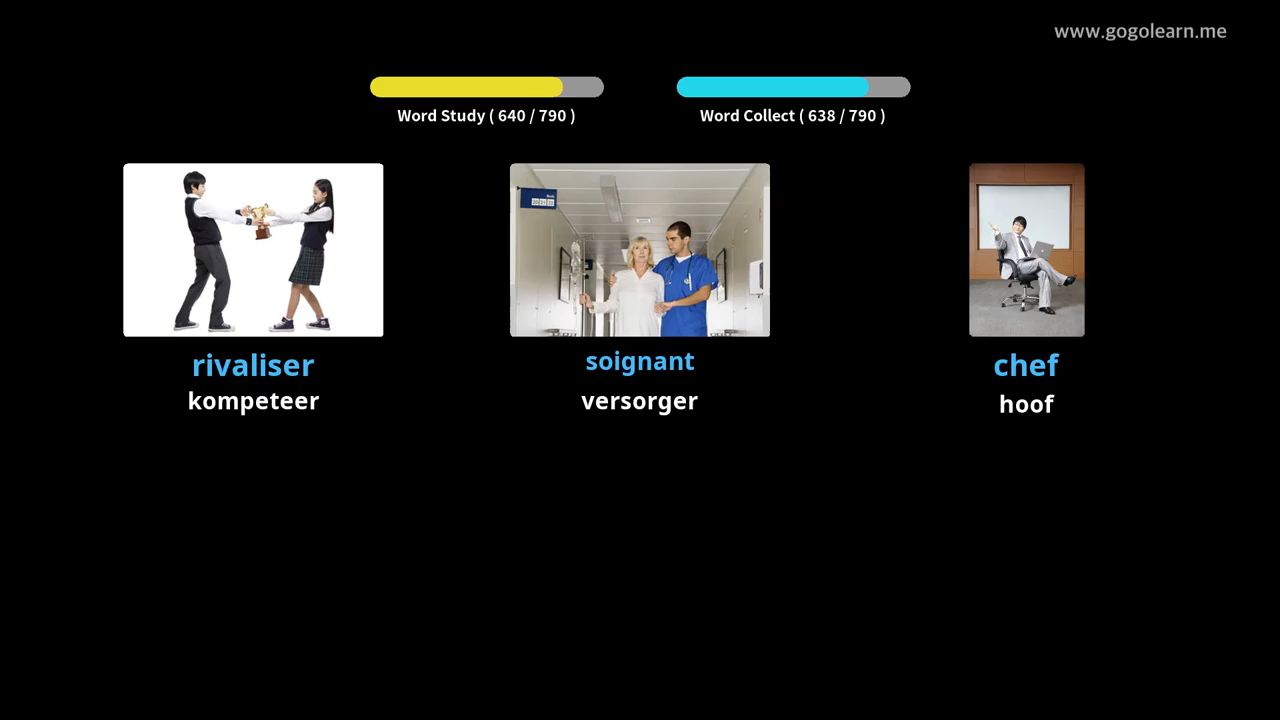 www.gogolearn.me
Word Study ( 640 / 790 )
Word Collect ( 638 / 790 )
rivaliser
kompeteer
soignant
versorger
chef
hoof